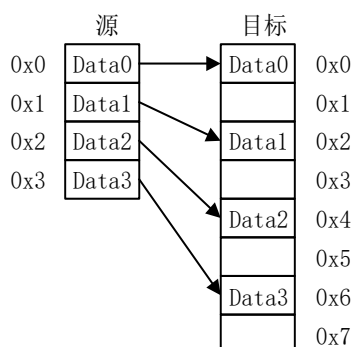 源 目标
0x0 Data0 Data0 0x0
0x1 Data1 0x1
0x2 Data2 Data1 0x2
0x3 Data3 0x3
Data2 0x4
0x5
Data3 0x6
0x7